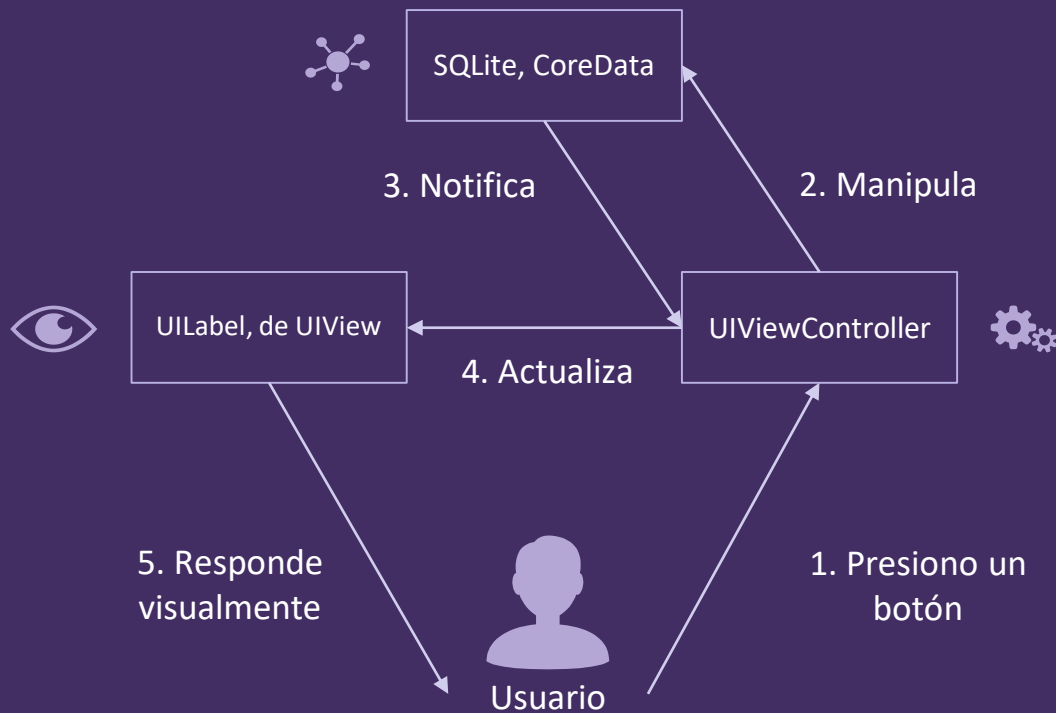 SQLite, CoreData
3. Notifica
2. Manipula
UILabel, de UIView
UIViewController
4. Actualiza
5. Responde
visualmente
1. Presiono un
botón
Usuario